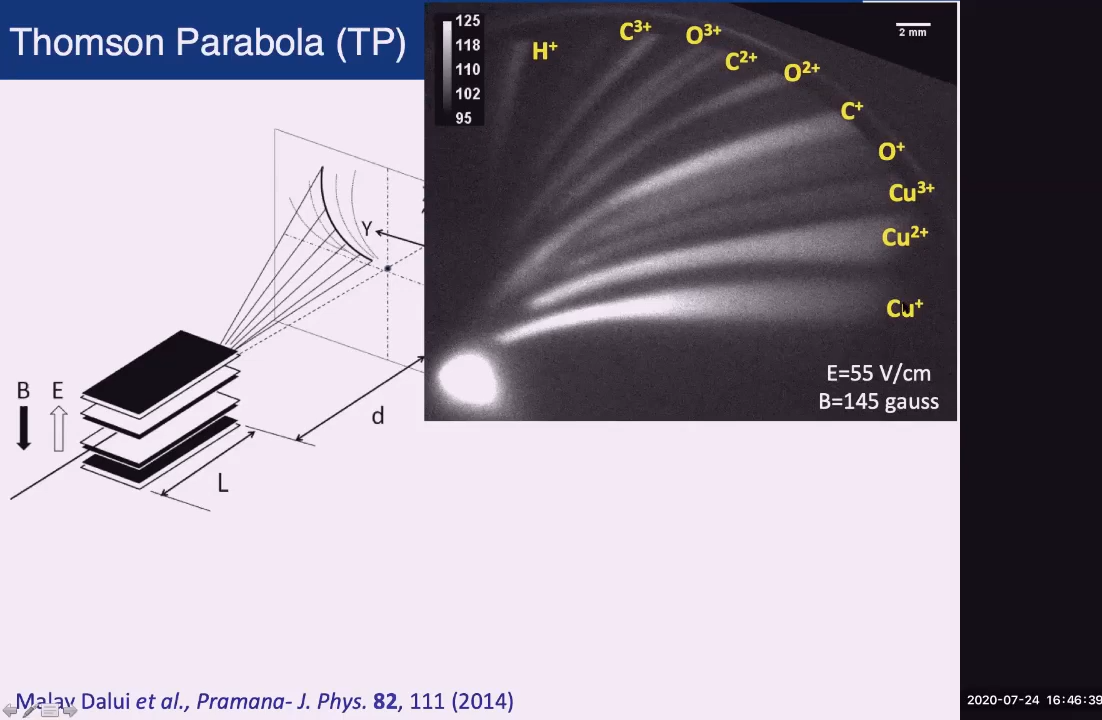 Thomson Parabola (TP)
125
118
110
102
95
H⁺
C³⁺
O³⁺
C²⁺
O²⁺
C⁺
O⁺
Cu³⁺
Cu²⁺
Cu⁺
2 mm
E=55 V/cm
B=145 gauss
Y
B E
d
L
Malay Dalui et al., Pramana- J. Phys. 82, 111 (2014)
2020-07-24 16:46:39